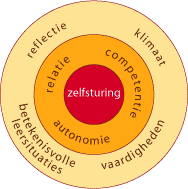 reflectie
klimaat
relatie
competentie
zelfsturing
autonomie
betekenisvolle
leersituaties
vaardigheden